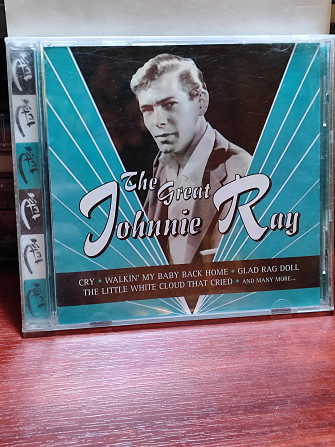 The Great
Johnnie Ray
CRY • WALKIN' MY BABY BACK HOME • GLAD RAG DOLL
THE LITTLE WHITE CLOUD THAT CRIED • AND MANY MORE...